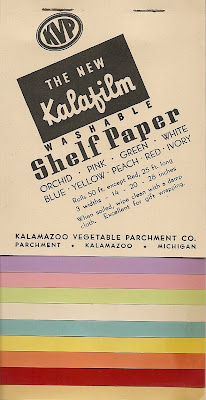 KVP
THE NEW
Kalafilm
WASHABLE
Shelf Paper
ORCHID · PINK · GREEN · WHITE
BLUE · YELLOW · PEACH · RED · IVORY
Rolls 50 ft. except Red, 25 ft. long
3 widths - 14 - 20 - 26 inches
When soiled, wipe clean with a damp
cloth. Excellent for gift wrapping.
KALAMAZOO VEGETABLE PARCHMENT CO.
PARCHMENT · KALAMAZOO · MICHIGAN